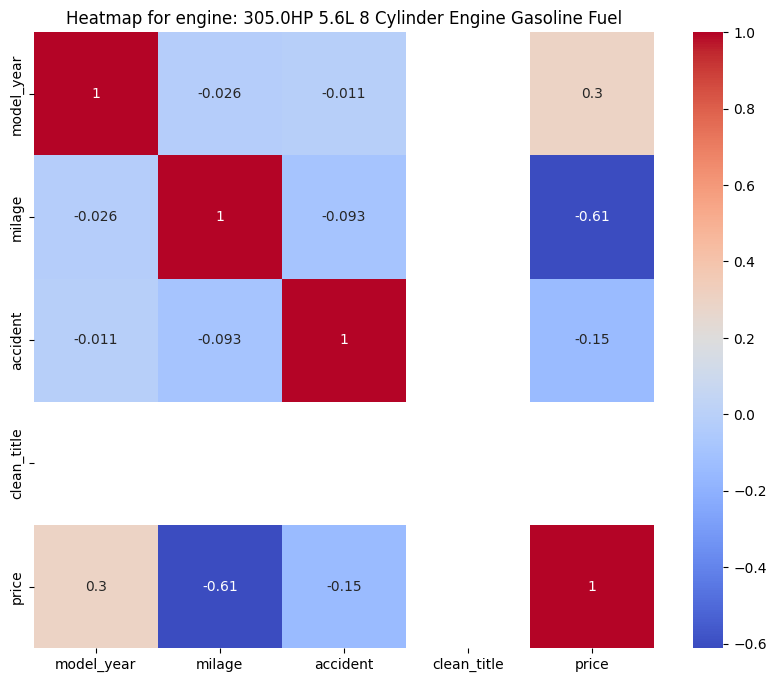 Heatmap for engine: 305.0HP 5.6L 8 Cylinder Engine Gasoline Fuel
model_year
1
-0.026
-0.011
0.3
milage
-0.026
1
-0.093
-0.61
accident
-0.011
-0.093
1
-0.15
clean_title
price
0.3
-0.61
-0.15
1
model_year
milage
accident
clean_title
price
1.0
0.8
0.6
0.4
0.2
0.0
−0.2
−0.4
−0.6